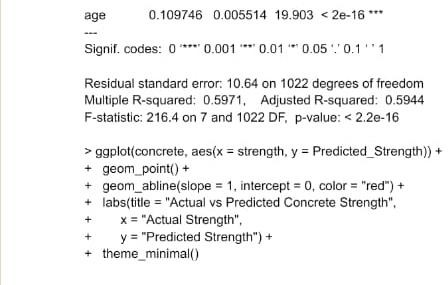 age 0.109746 0.005514 19.903 < 2e-16 ***
---
Signif. codes: 0 '***' 0.001 '**' 0.01 '*' 0.05 '.' 0.1 ' ' 1
Residual standard error: 10.64 on 1022 degrees of freedom
Multiple R-squared: 0.5971, Adjusted R-squared: 0.5944
F-statistic: 216.4 on 7 and 1022 DF, p-value: < 2.2e-16
> ggplot(concrete, aes(x = strength, y = Predicted_Strength)) +
+ geom_point() +
+ geom_abline(slope = 1, intercept = 0, color = "red") +
+ labs(title = "Actual vs Predicted Concrete Strength",
+ x = "Actual Strength",
+ y = "Predicted Strength") +
+ theme_minimal()